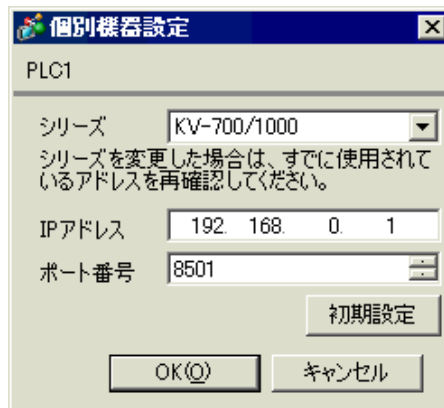 個別機器設定
PLC1
シリーズ KV-700/1000
シリーズを変更した場合は、すでに使用されて
いるアドレスを再確認してください。
IPアドレス 192. 168. 0. 1
ポート番号 8501
初期設定
OK(O) キャンセル